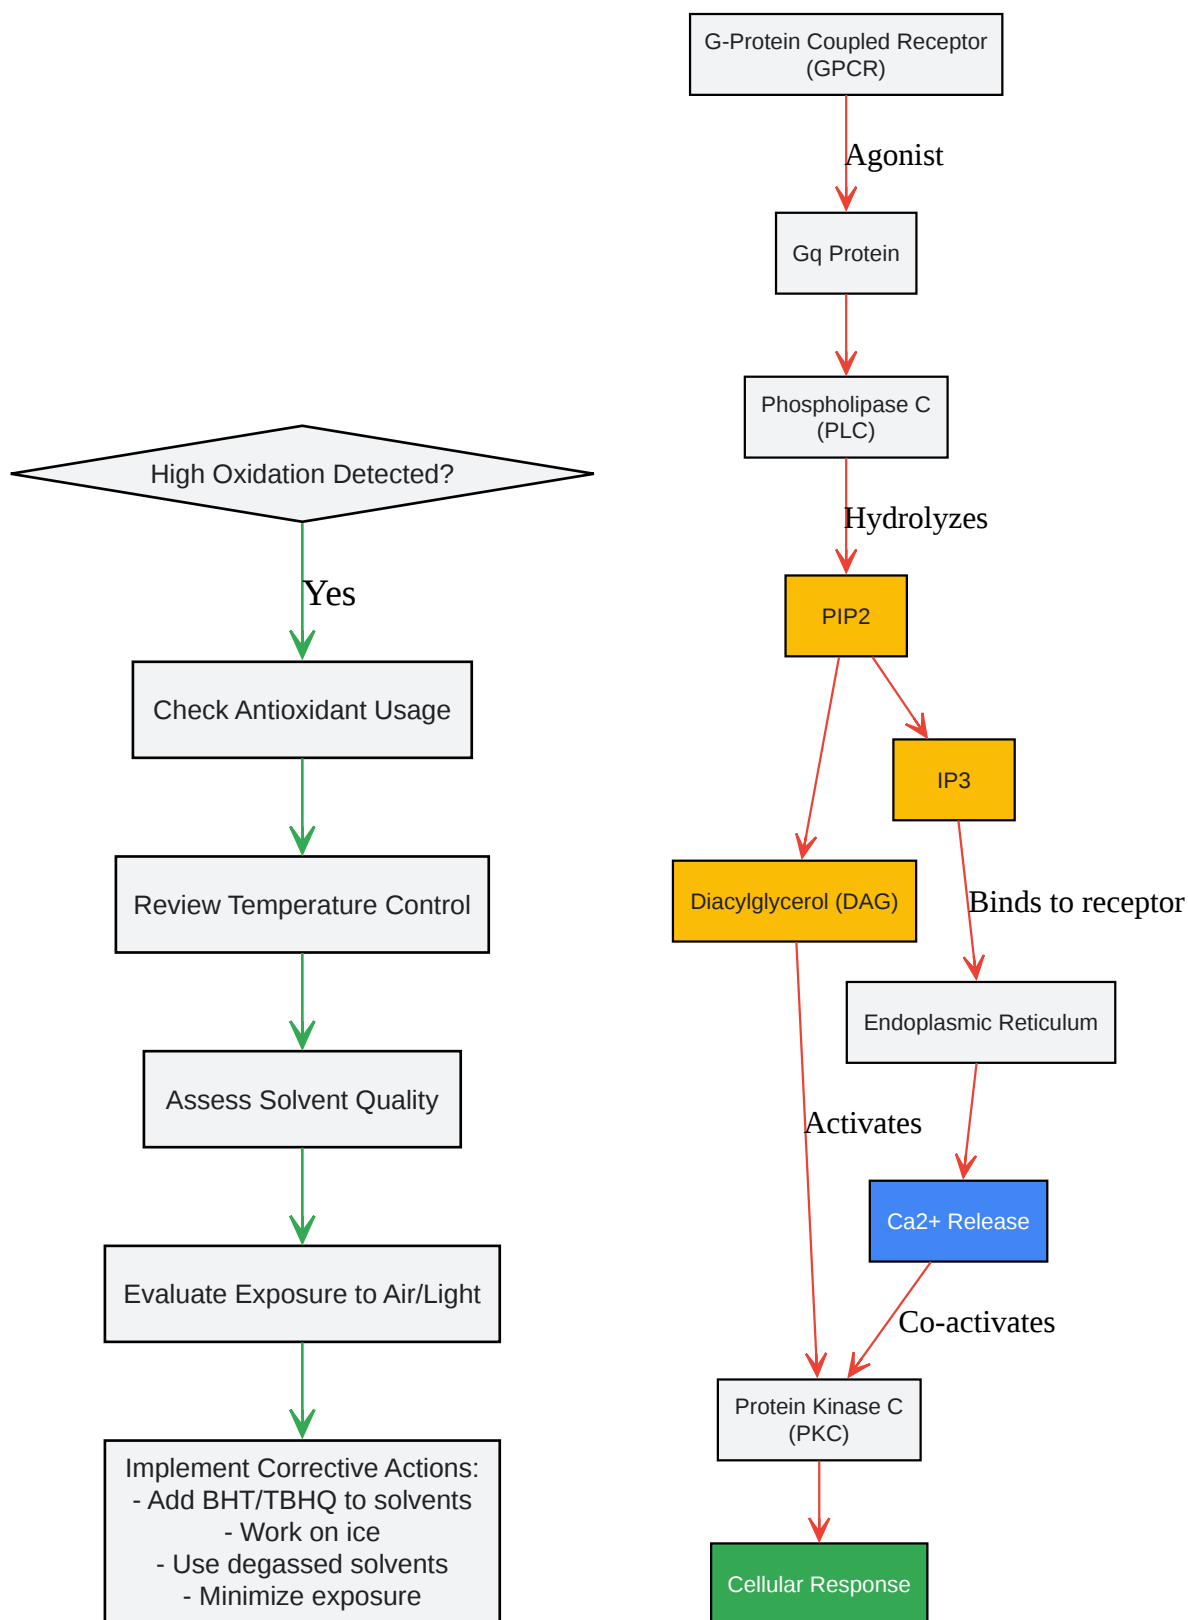 High Oxidation Detected?
Yes
Check Antioxidant Usage
Review Temperature Control
Assess Solvent Quality
Evaluate Exposure to Air/Light
Implement Corrective Actions:
- Add BHT/TBHQ to solvents
- Work on ice
- Use degassed solvents
- Minimize exposure
G-Protein Coupled Receptor
(GPCR)
Agonist
Gq Protein
Phospholipase C
(PLC)
Hydrolyzes
PIP2
IP3
Diacylglycerol (DAG)
Binds to receptor
Endoplasmic Reticulum
Activates
Ca2+ Release
Co-activates
Protein Kinase C
(PKC)
Cellular Response